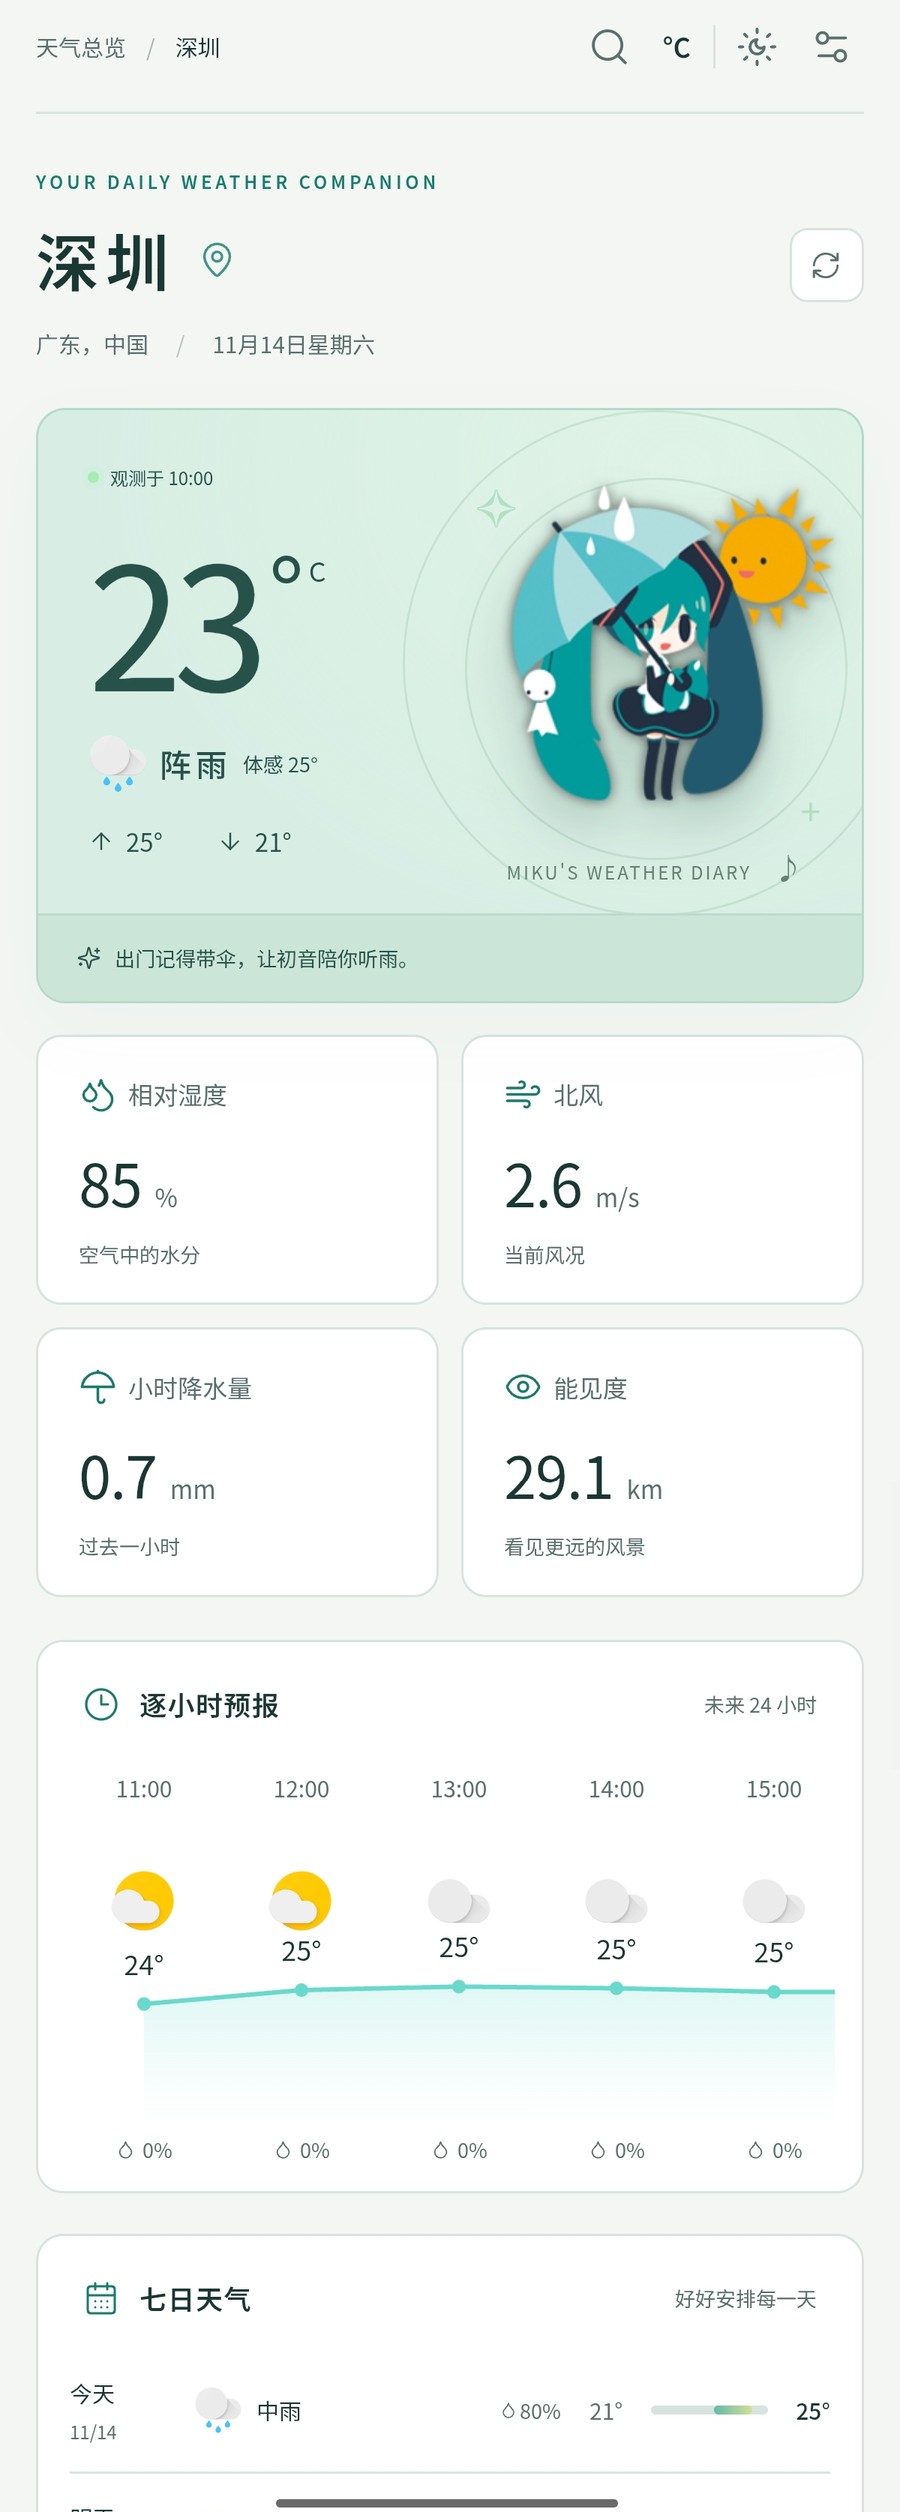 天气总览 / 深圳 °C
YOUR DAILY WEATHER COMPANION
深圳
广东，中国 / 11月14日星期六
观测于 10:00
23°C
阵雨 体感 25°
↑ 25° ↓ 21°
MIKU'S WEATHER DIARY ♪
出门记得带伞，让初音陪你听雨。
相对湿度
85 %
空气中的水分
北风
2.6 m/s
当前风况
小时降水量
0.7 mm
过去一小时
能见度
29.1 km
看见更远的风景
逐小时预报 未来 24 小时
11:00 12:00 13:00 14:00 15:00
24° 25° 25° 25° 25°
0% 0% 0% 0% 0%
七日天气 好好安排每一天
今天 中雨 80% 21° 25°
11/14